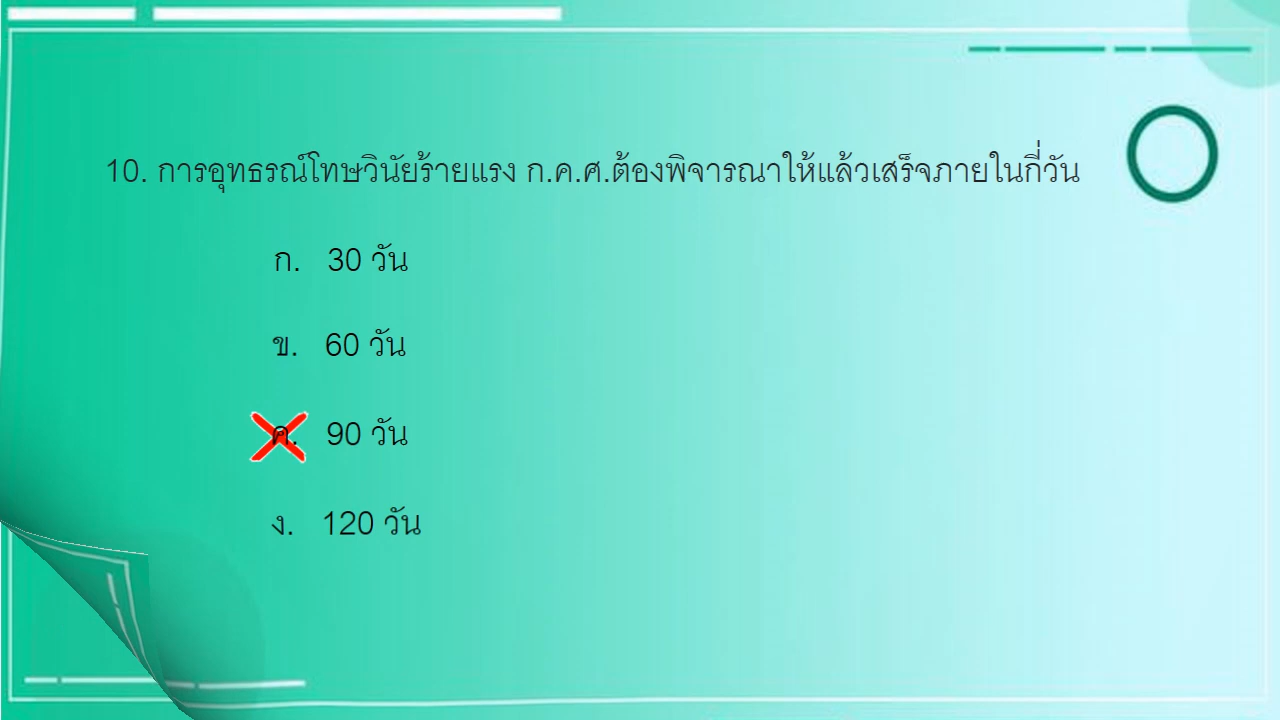 10. การอุทธรณ์โทษวินัยร้ายแรง ก.ค.ศ.ต้องพิจารณาให้แล้วเสร็จภายในกี่วัน
ก. 30 วัน
ข. 60 วัน
ค. 90 วัน
ง. 120 วัน